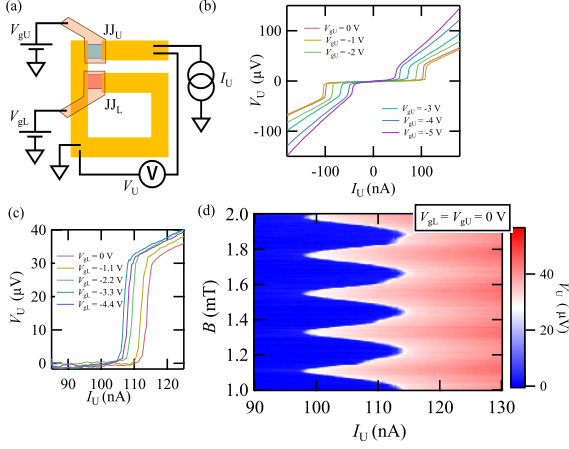 (a)
V_gU
JJ_U
I_U
V_gL
JJ_L
V
V_U
(b)
V_U (μV)
100
0
-100
V_gU = 0 V
V_gU = -1 V
V_gU = -2 V
V_gU = -3 V
V_gU = -4 V
V_gU = -5 V
-100 0 100
I_U (nA)
(c)
V_U (μV)
40
30
20
10
0
V_gL = 0 V
V_gL = -1.1 V
V_gL = -2.2 V
V_gL = -3.3 V
V_gL = -4.4 V
90 100 110 120
I_U (nA)
(d)
V_gL = V_gU = 0 V
B (mT)
2.0
1.8
1.6
1.4
1.2
1.0
90 100 110 120 130
I_U (nA)
V_U (μV)
40
20
0